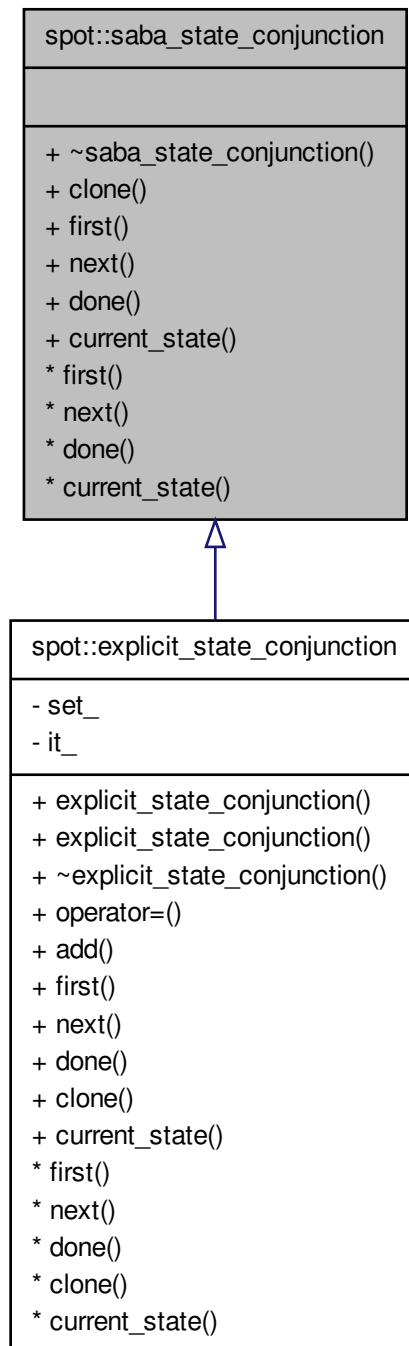 spot::saba_state_conjunction
+ ~saba_state_conjunction()
+ clone()
+ first()
+ next()
+ done()
+ current_state()
* first()
* next()
* done()
* current_state()
spot::explicit_state_conjunction
- set_
- it_
+ explicit_state_conjunction()
+ explicit_state_conjunction()
+ ~explicit_state_conjunction()
+ operator=()
+ add()
+ first()
+ next()
+ done()
+ clone()
+ current_state()
* first()
* next()
* done()
* clone()
* current_state()